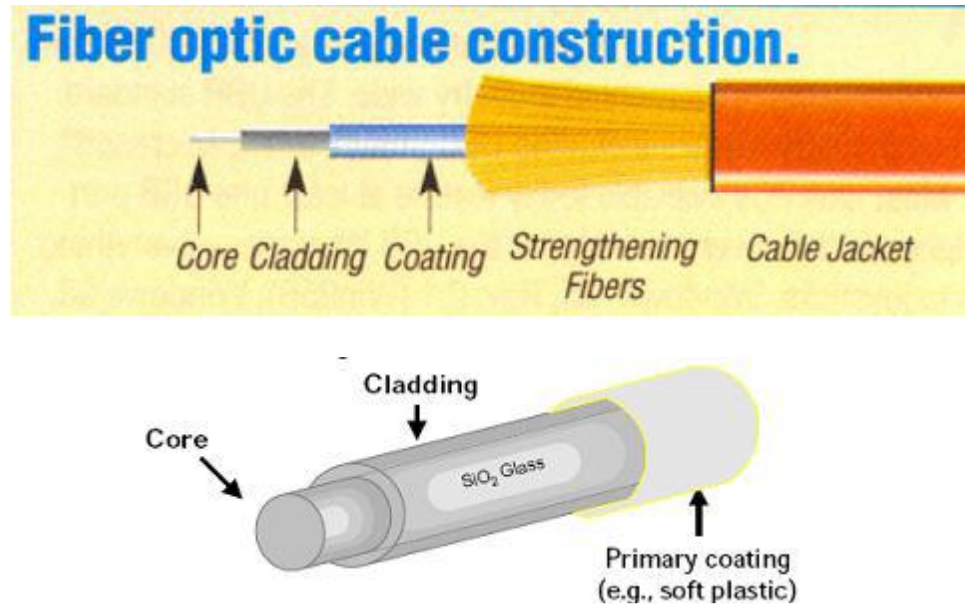 Fiber optic cable construction.
Core Cladding Coating Strengthening Fibers Cable Jacket
Cladding
Core
SiO2 Glass
Primary coating
(e.g., soft plastic)